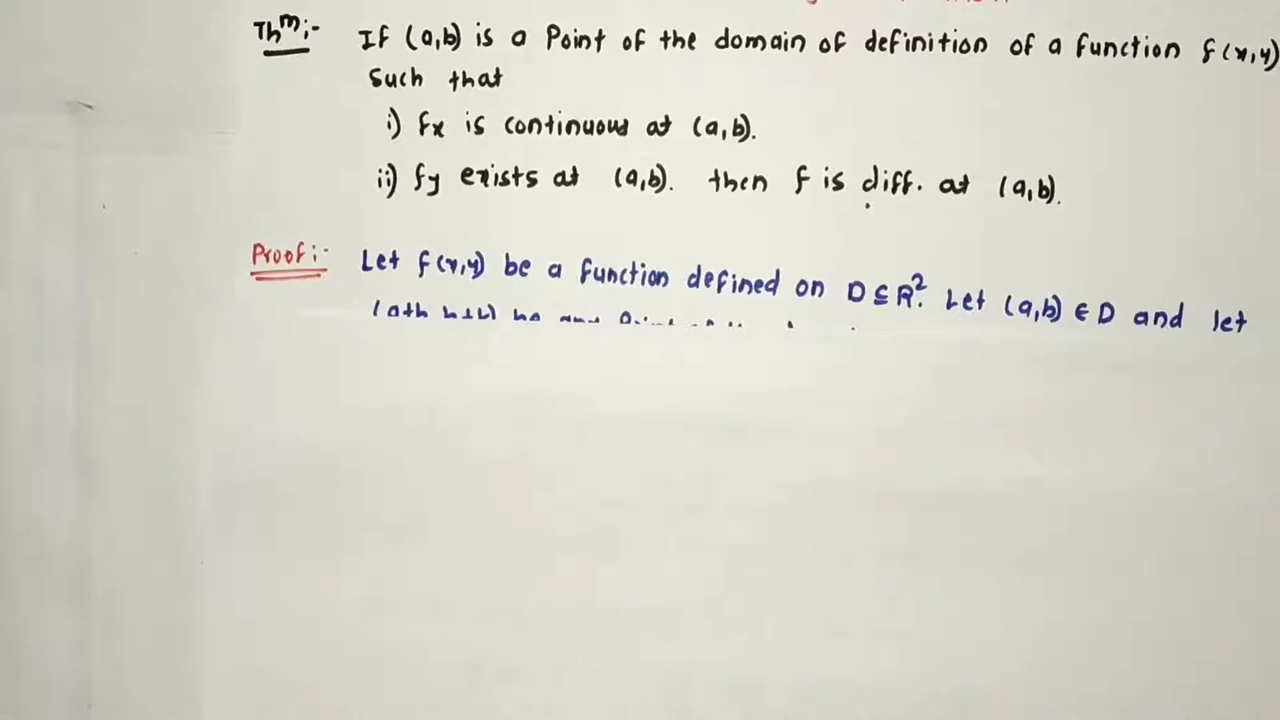 Thm:- If (a,b) is a Point of the domain of definition of a function f(x,y)
such that
i) fx is continuous at (a,b).
ii) fy exists at (a,b). then f is diff. at (a,b).
Proof:- Let f(x,y) be a function defined on D⊆R². Let (a,b) ∈ D and let